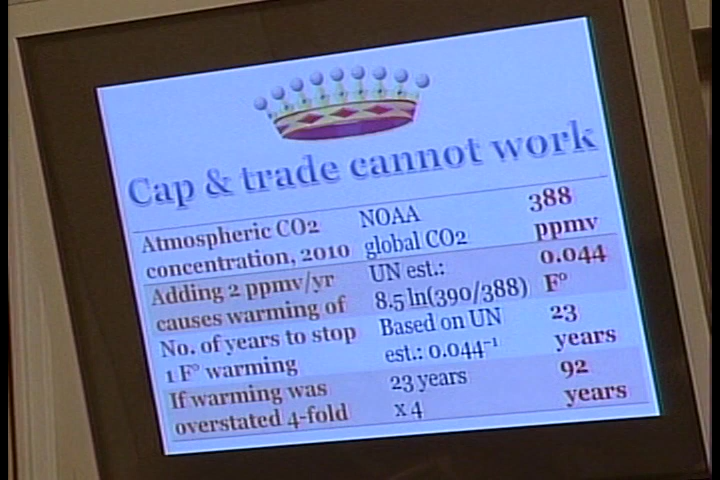 Cap & trade cannot work
Atmospheric CO2 concentration, 2010 NOAA global CO2 388 ppmv
Adding 2 ppmv/yr causes warming of UN est.: 8.5 ln(390/388) 0.044 F°
No. of years to stop 1 F° warming Based on UN est.: 0.044⁻¹ 23 years
If warming was overstated 4-fold 23 years x 4 92 years